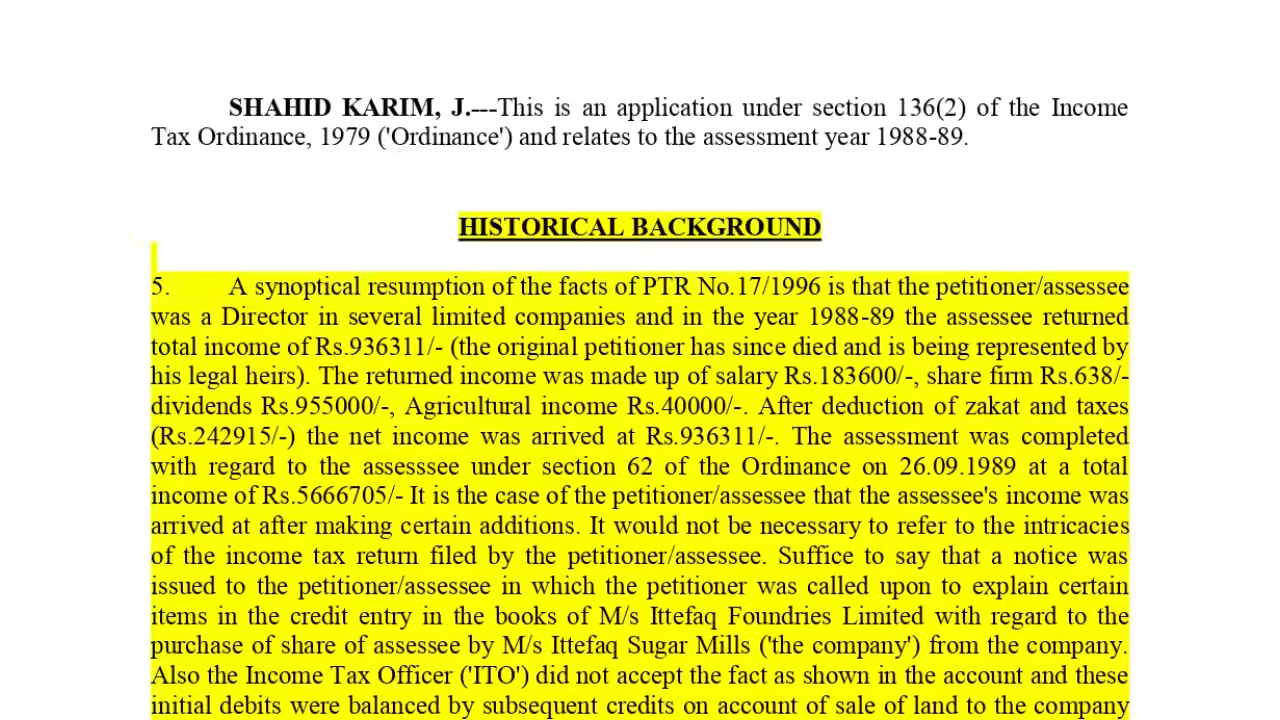 SHAHID KARIM, J.---This is an application under section 136(2) of the Income
Tax Ordinance, 1979 ('Ordinance') and relates to the assessment year 1988-89.
HISTORICAL BACKGROUND
5. A synoptical resumption of the facts of PTR No.17/1996 is that the petitioner/assessee
was a Director in several limited companies and in the year 1988-89 the assessee returned
total income of Rs.936311/- (the original petitioner has since died and is being represented by
his legal heirs). The returned income was made up of salary Rs.183600/-, share firm Rs.638/-
dividends Rs.955000/-, Agricultural income Rs.40000/-. After deduction of zakat and taxes
(Rs.242915/-) the net income was arrived at Rs.936311/-. The assessment was completed
with regard to the assesssee under section 62 of the Ordinance on 26.09.1989 at a total
income of Rs.5666705/- It is the case of the petitioner/assessee that the assessee's income was
arrived at after making certain additions. It would not be necessary to refer to the intricacies
of the income tax return filed by the petitioner/assessee. Suffice to say that a notice was
issued to the petitioner/assessee in which the petitioner was called upon to explain certain
items in the credit entry in the books of M/s Ittefaq Foundries Limited with regard to the
purchase of share of assessee by M/s Ittefaq Sugar Mills ('the company') from the company.
Also the Income Tax Officer ('ITO') did not accept the fact as shown in the account and these
initial debits were balanced by subsequent credits on account of sale of land to the company